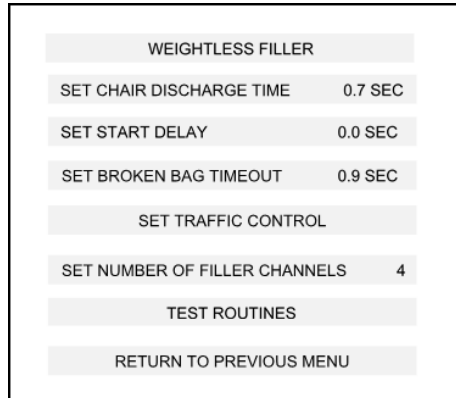 WEIGHTLESS FILLER
SET CHAIR DISCHARGE TIME 0.7 SEC
SET START DELAY 0.0 SEC
SET BROKEN BAG TIMEOUT 0.9 SEC
SET TRAFFIC CONTROL
SET NUMBER OF FILLER CHANNELS 4
TEST ROUTINES
RETURN TO PREVIOUS MENU